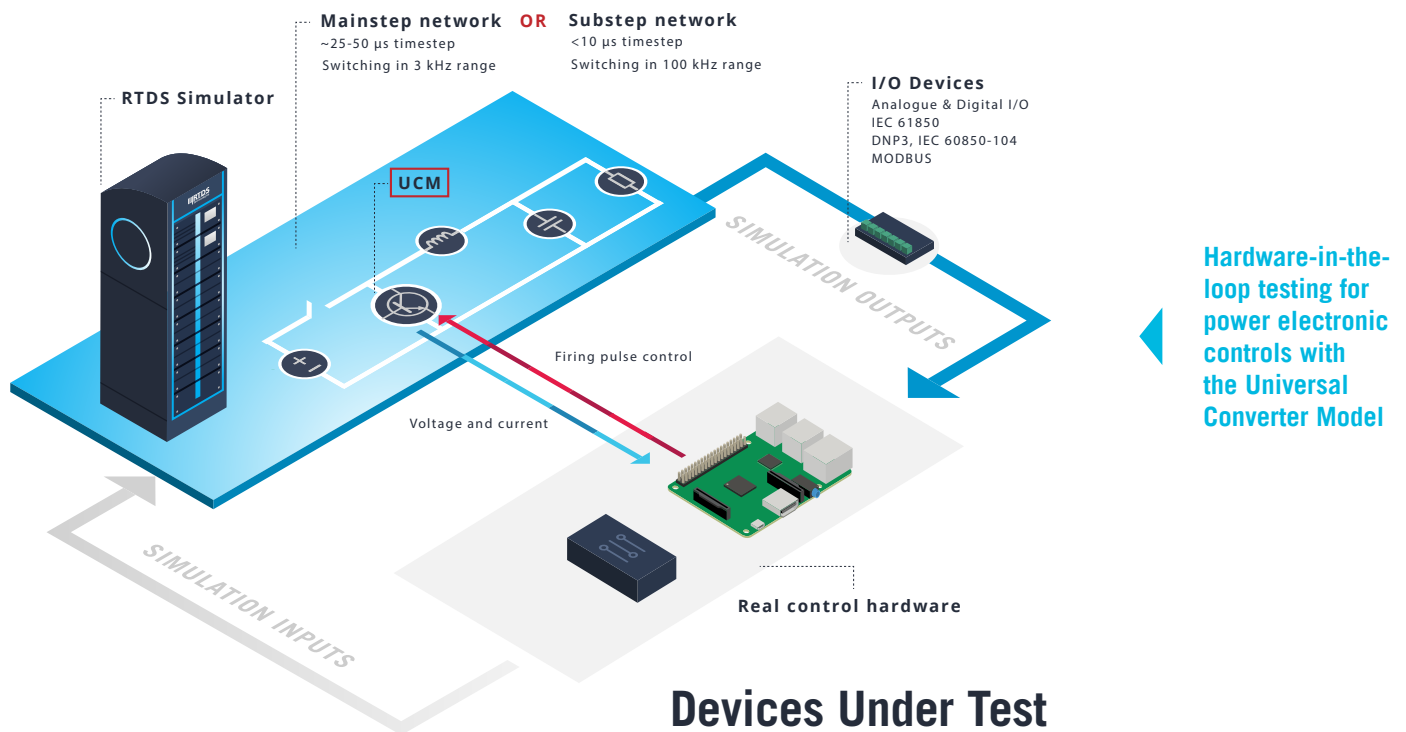 Mainstep network OR Substep network
~25-50 μs timestep
Switching in 3 kHz range
<10 μs timestep
Switching in 100 kHz range
RTDS Simulator
I/O Devices
Analogue & Digital I/O
IEC 61850
DNP3, IEC 60850-104
MODBUS
RTDS
UCM
SIMULATION OUTPUTS
Hardware-in-the-
loop testing for
power electronic
controls with
the Universal
Converter Model
Firing pulse control
Voltage and current
SIMULATION INPUTS
Real control hardware
Devices Under Test